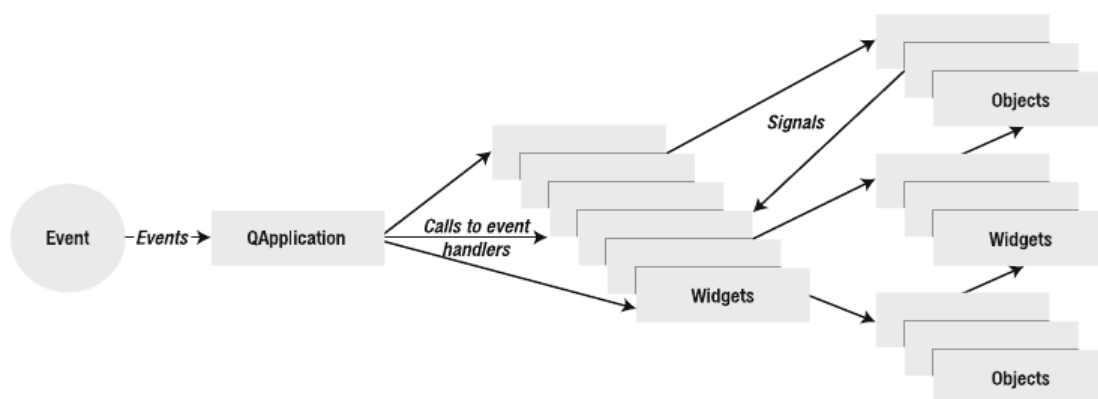 Objects
Signals
Event
Events
QApplication
Calls to event
handlers
Widgets
Widgets
Objects